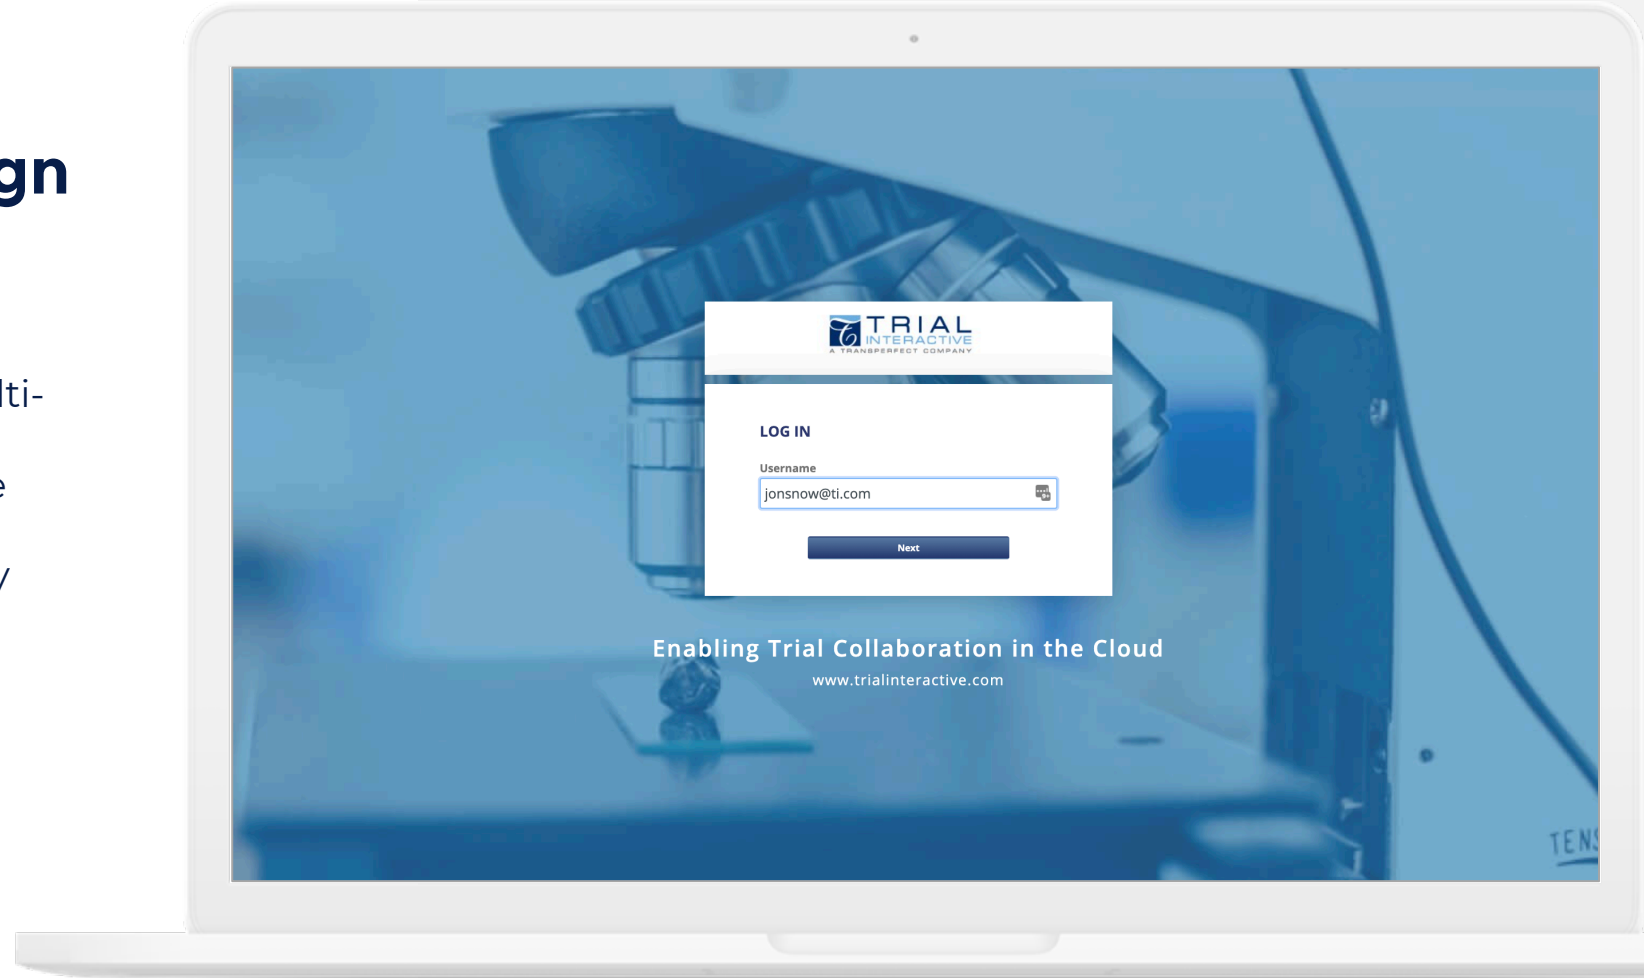 gn
lti-
e
y
TRIAL
INTERACTIVE
A TRANSPERFECT COMPANY
LOG IN
Username
jonsnow@ti.com
Next
Enabling Trial Collaboration in the Cloud
www.trialinteractive.com
TENS